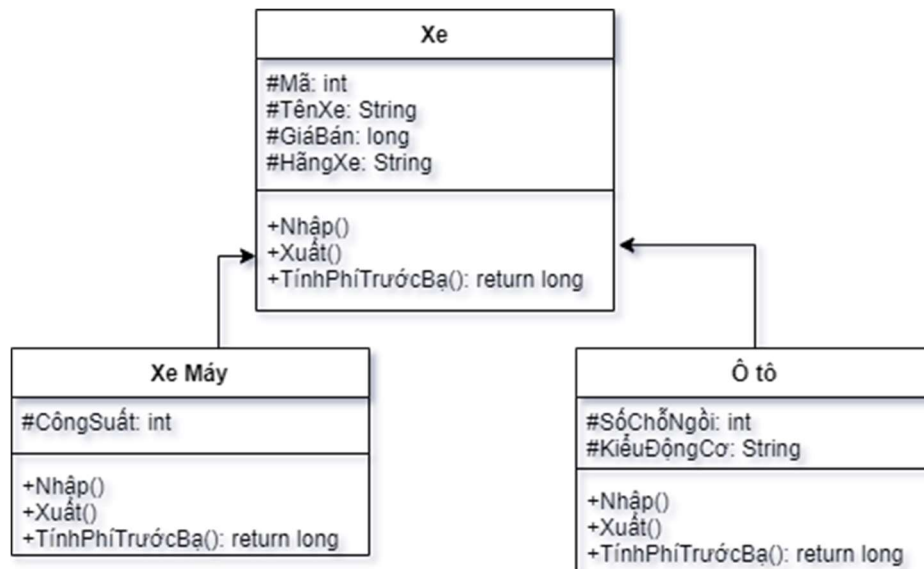 Xe
#Mã: int
#TênXe: String
#GiáBán: long
#HãngXe: String
+Nhập()
+Xuất()
+TínhPhíTrướcBạ(): return long
Xe Máy
#CôngSuất: int
+Nhập()
+Xuất()
+TínhPhíTrướcBạ(): return long
Ô tô
#SốChỗNgồi: int
#KiểuĐộngCơ: String
+Nhập()
+Xuất()
+TínhPhíTrướcBạ(): return long